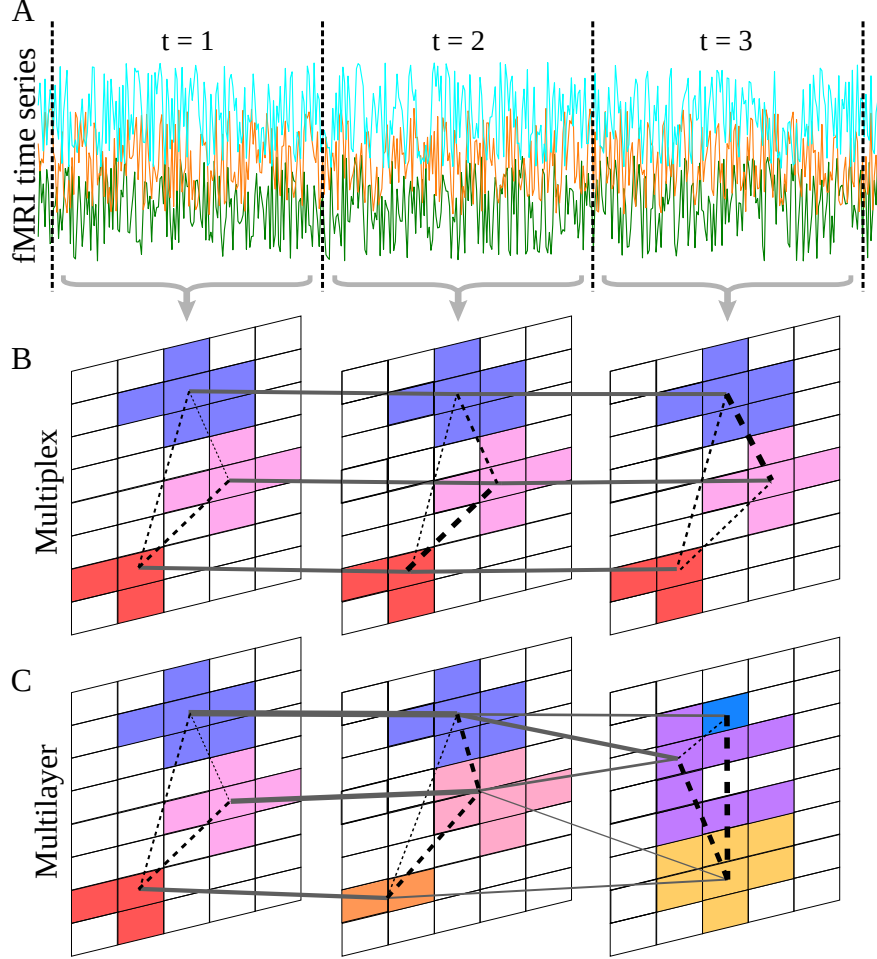 A
t = 1
t = 2
t = 3
fMRI time series
B
Multiplex
C
Multilayer